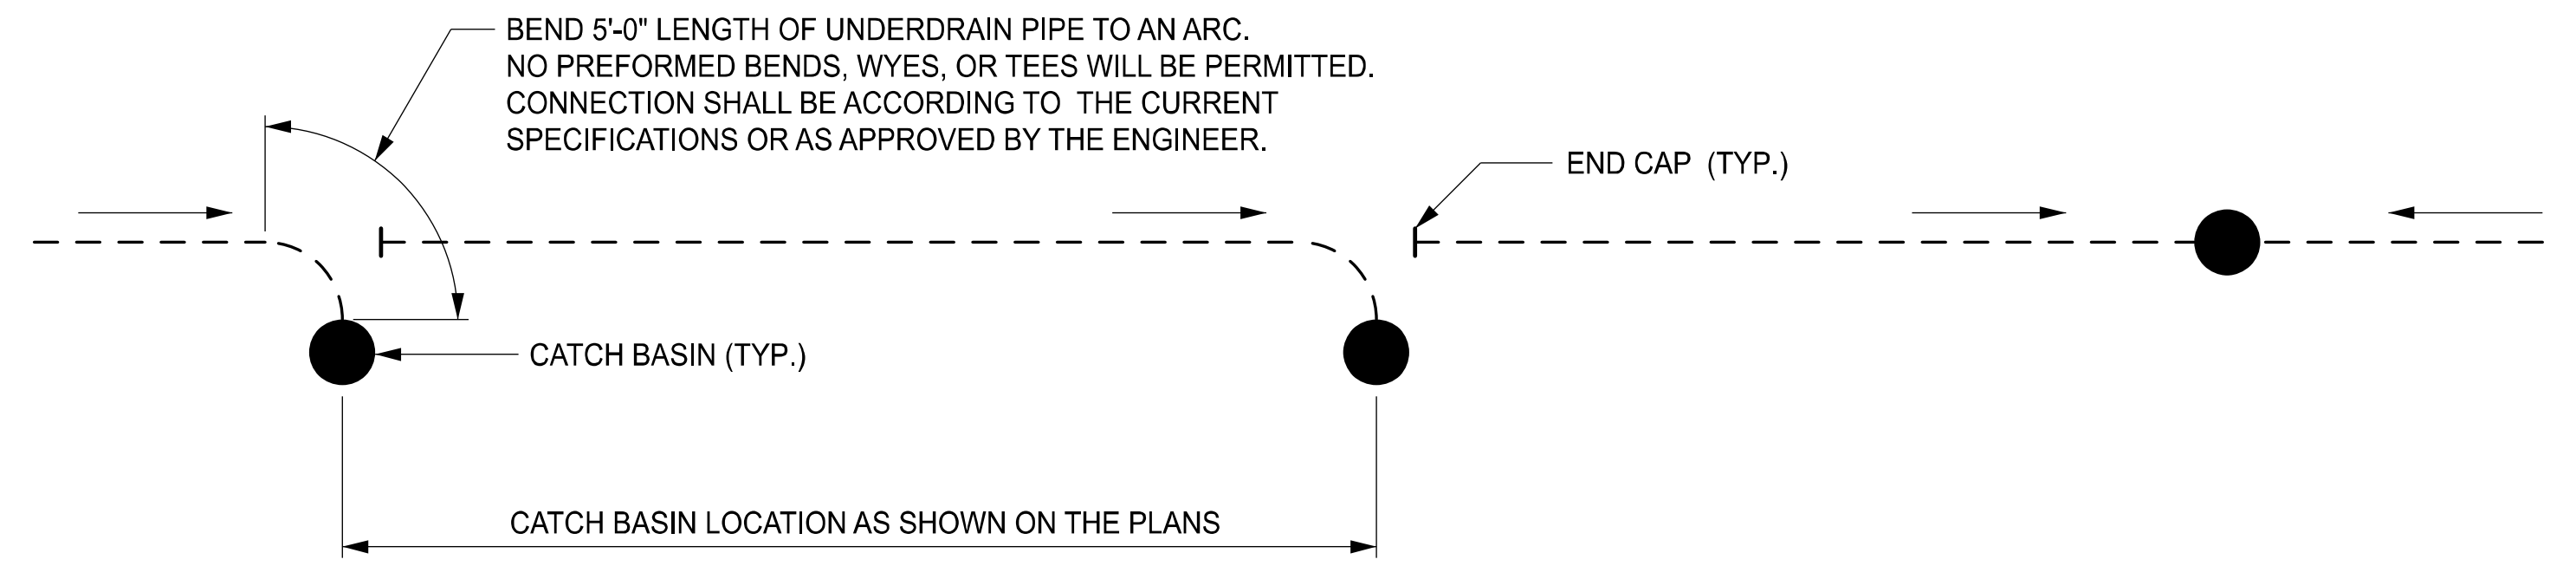 BEND 5'-0" LENGTH OF UNDERDRAIN PIPE TO AN ARC.
NO PREFORMED BENDS, WYES, OR TEES WILL BE PERMITTED.
CONNECTION SHALL BE ACCORDING TO THE CURRENT
SPECIFICATIONS OR AS APPROVED BY THE ENGINEER.
END CAP (TYP.)
CATCH BASIN (TYP.)
CATCH BASIN LOCATION AS SHOWN ON THE PLANS